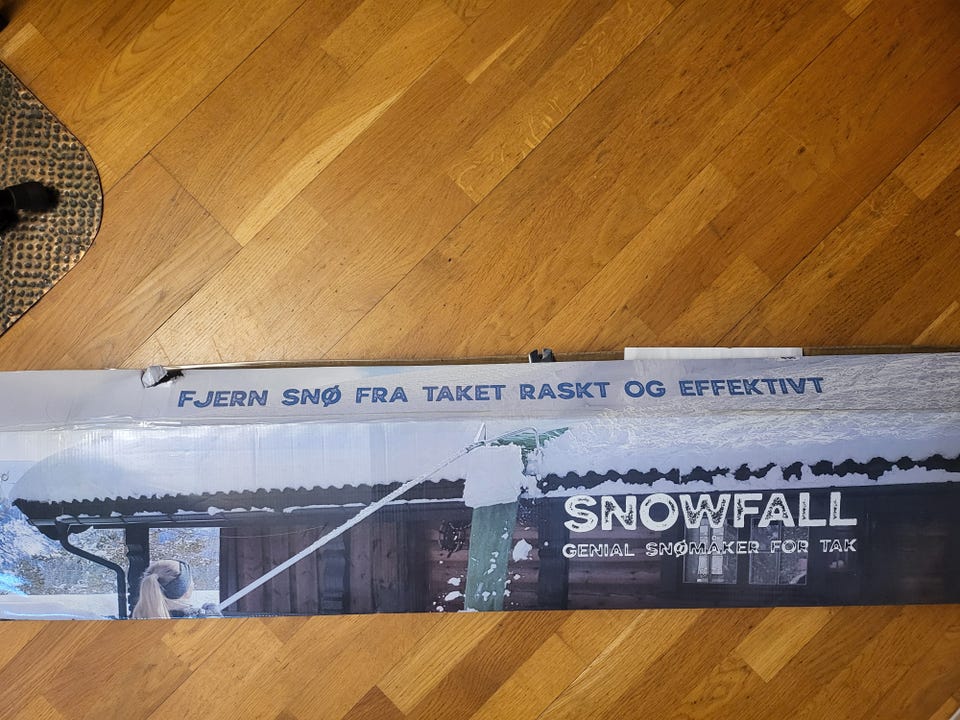 FJERN SNØ FRA TAKET RASKT OG EFFEKTIVT
SNOWFALL
GENIAL SNØMAKER FOR TAK